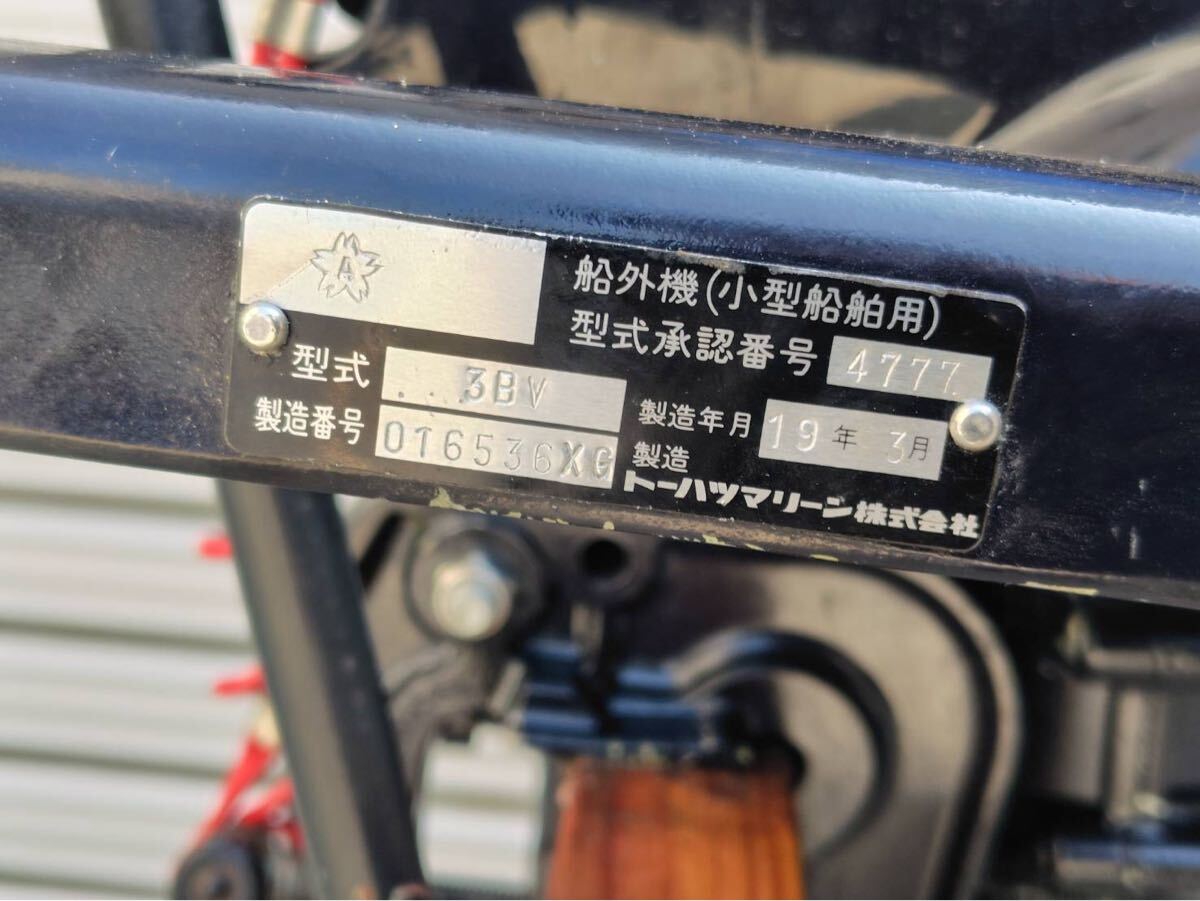 A
船外機(小型船舶用)
型式承認番号 4777
型式 3BV
製造番号 016536XG
製造年月 19年 3月
製造
トーハツマリーン株式会社